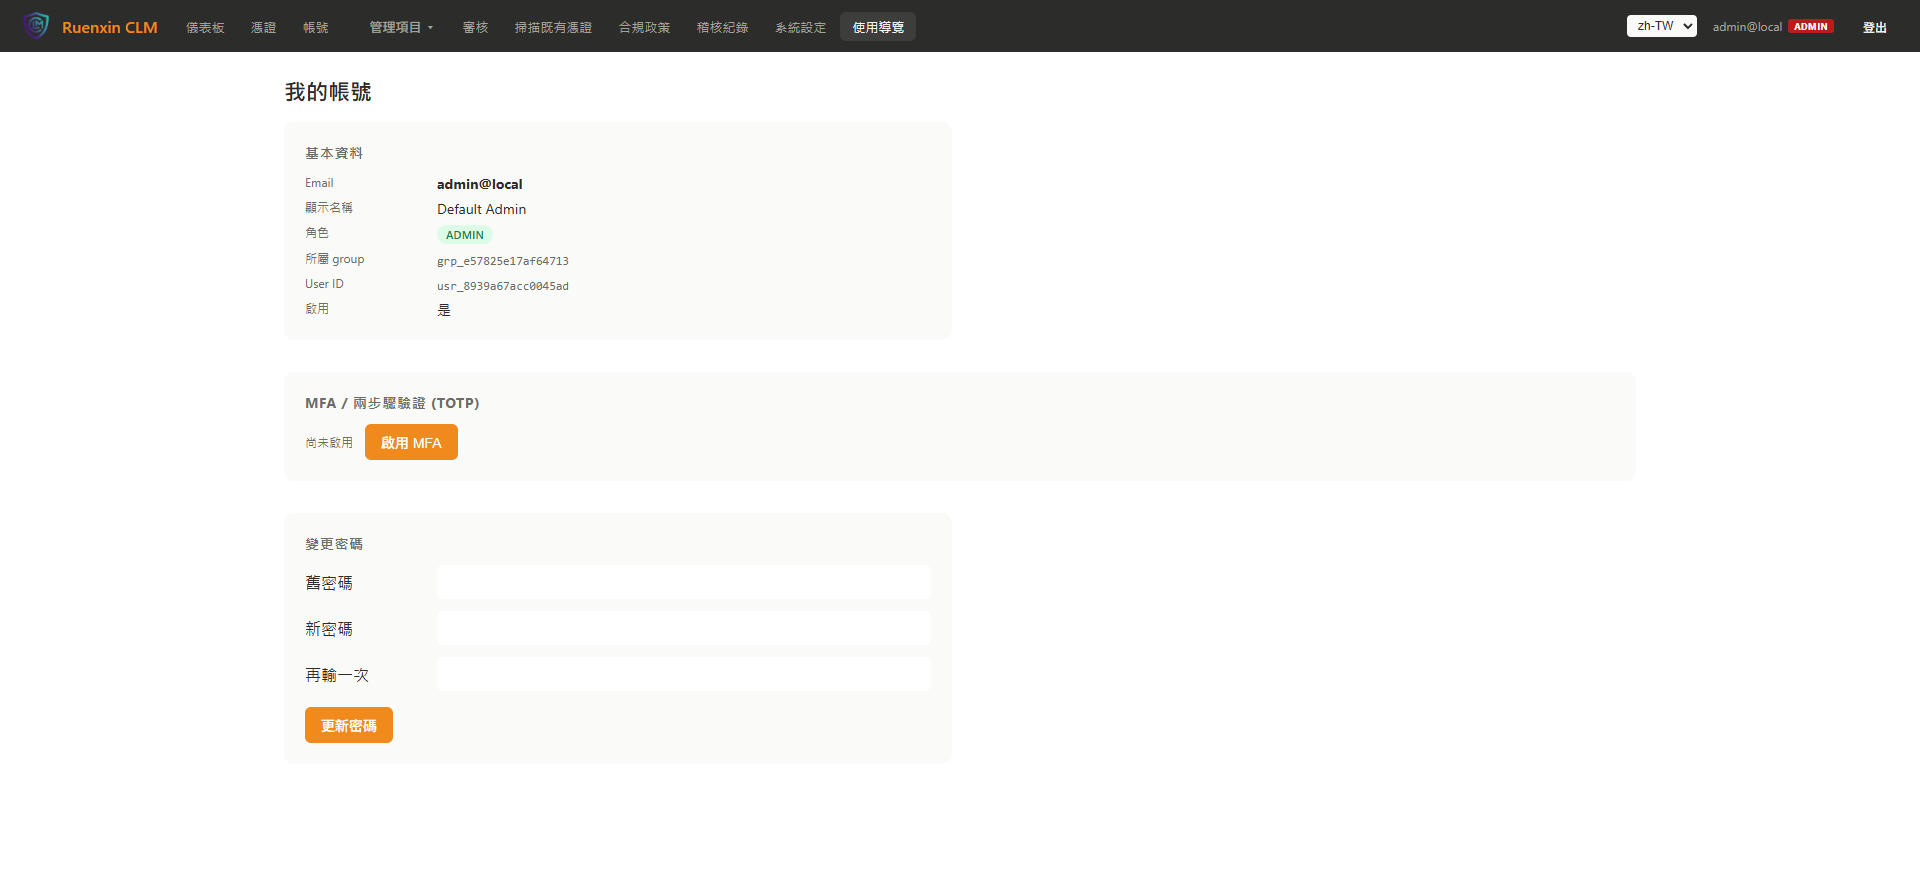 Ruenxin CLM 儀表板 憑證 帳號 管理項目 審核 掃描既有憑證 合規政策 稽核紀錄 系統設定 使用導覽 zh-TW admin@local ADMIN 登出
我的帳號
基本資料
Email admin@local
顯示名稱 Default Admin
角色 ADMIN
所屬 group grp_e57825e17af64713
User ID usr_8939a67acc0045ad
啟用 是
MFA / 兩步驟驗證 (TOTP)
尚未啟用 啟用 MFA
變更密碼
舊密碼
新密碼
再輸一次
更新密碼